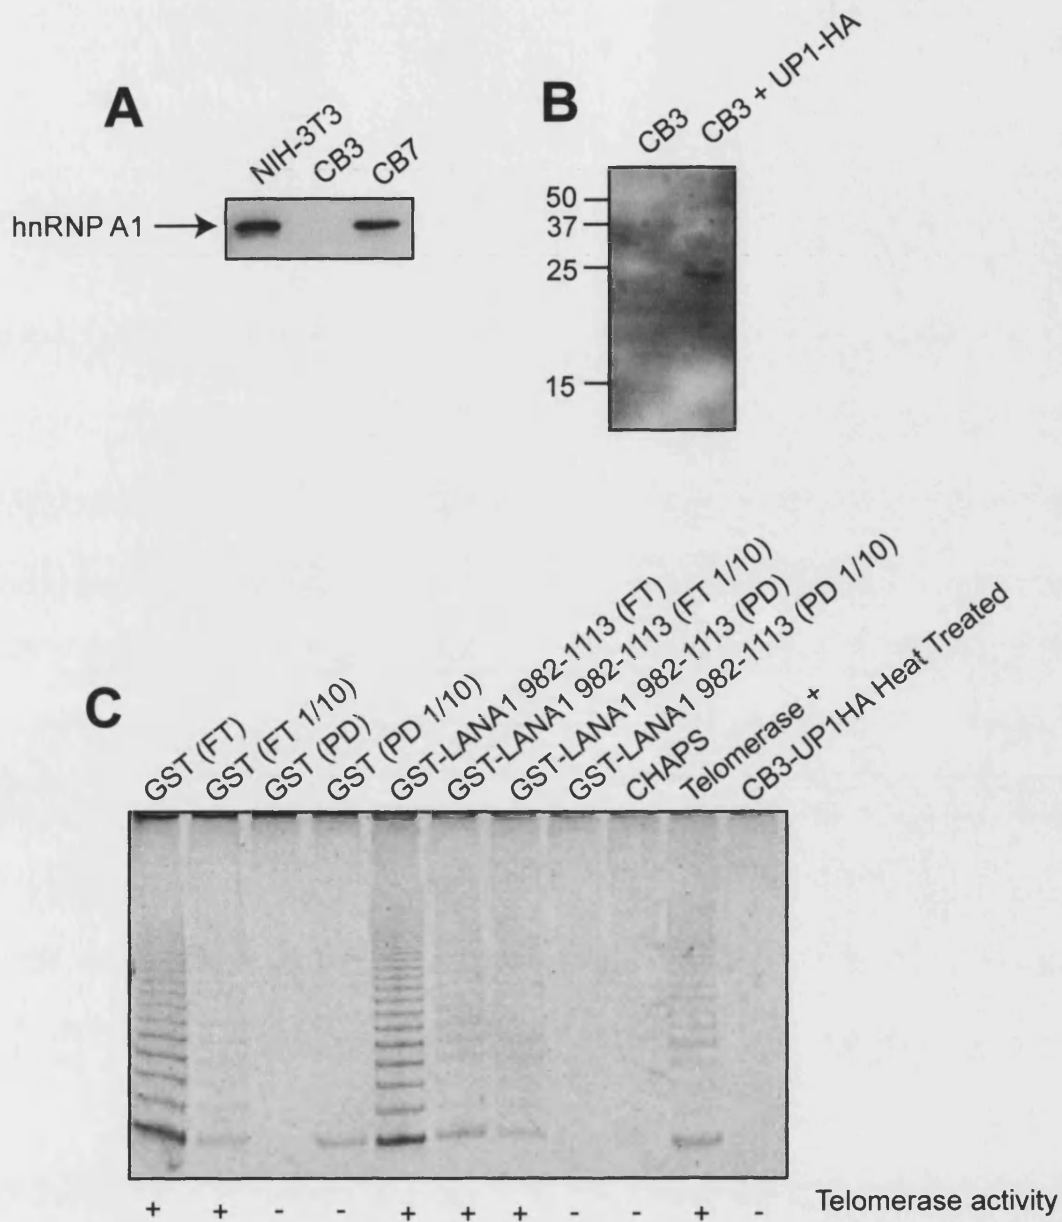 A
NIH-3T3
CB3
CB7
hnRNP A1
B
CB3
CB3 + UP1-HA
50
37
25
15
C
GST (FT)
GST (FT 1/10)
GST (PD)
GST (PD 1/10)
GST-LANA1 982-1113 (FT)
GST-LANA1 982-1113 (FT 1/10)
GST-LANA1 982-1113 (PD)
GST-LANA1 982-1113 (PD 1/10)
CHAPS
Telomerase +
CB3-UP1HA Heat Treated
+ + - - + + + - - + -
Telomerase activity